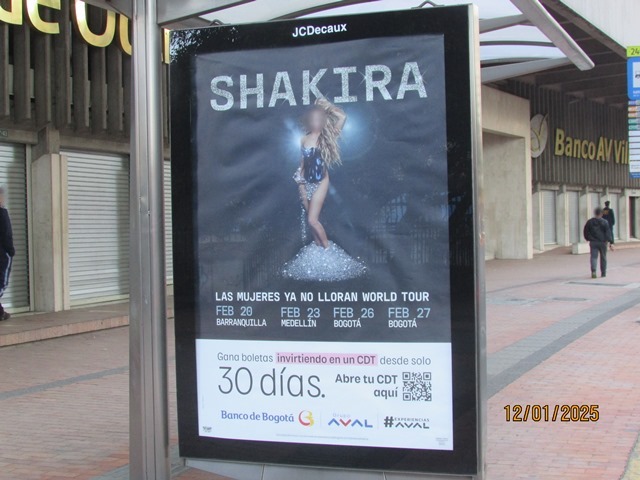 JCDecaux
SHAKIRA
LAS MUJERES YA NO LLORAN WORLD TOUR
FEB 20 FEB 23 FEB 26 FEB 27
BARRANQUILLA MEDELLÍN BOGOTÁ BOGOTÁ
Gana boletas invirtiendo en un CDT desde solo
30 días.
Abre tu CDT
aquí
Banco de Bogotá
Grupo
AVAL
#EXPERIENCIAS
#AVAL
Banco AV Vil
24
12/01/2025